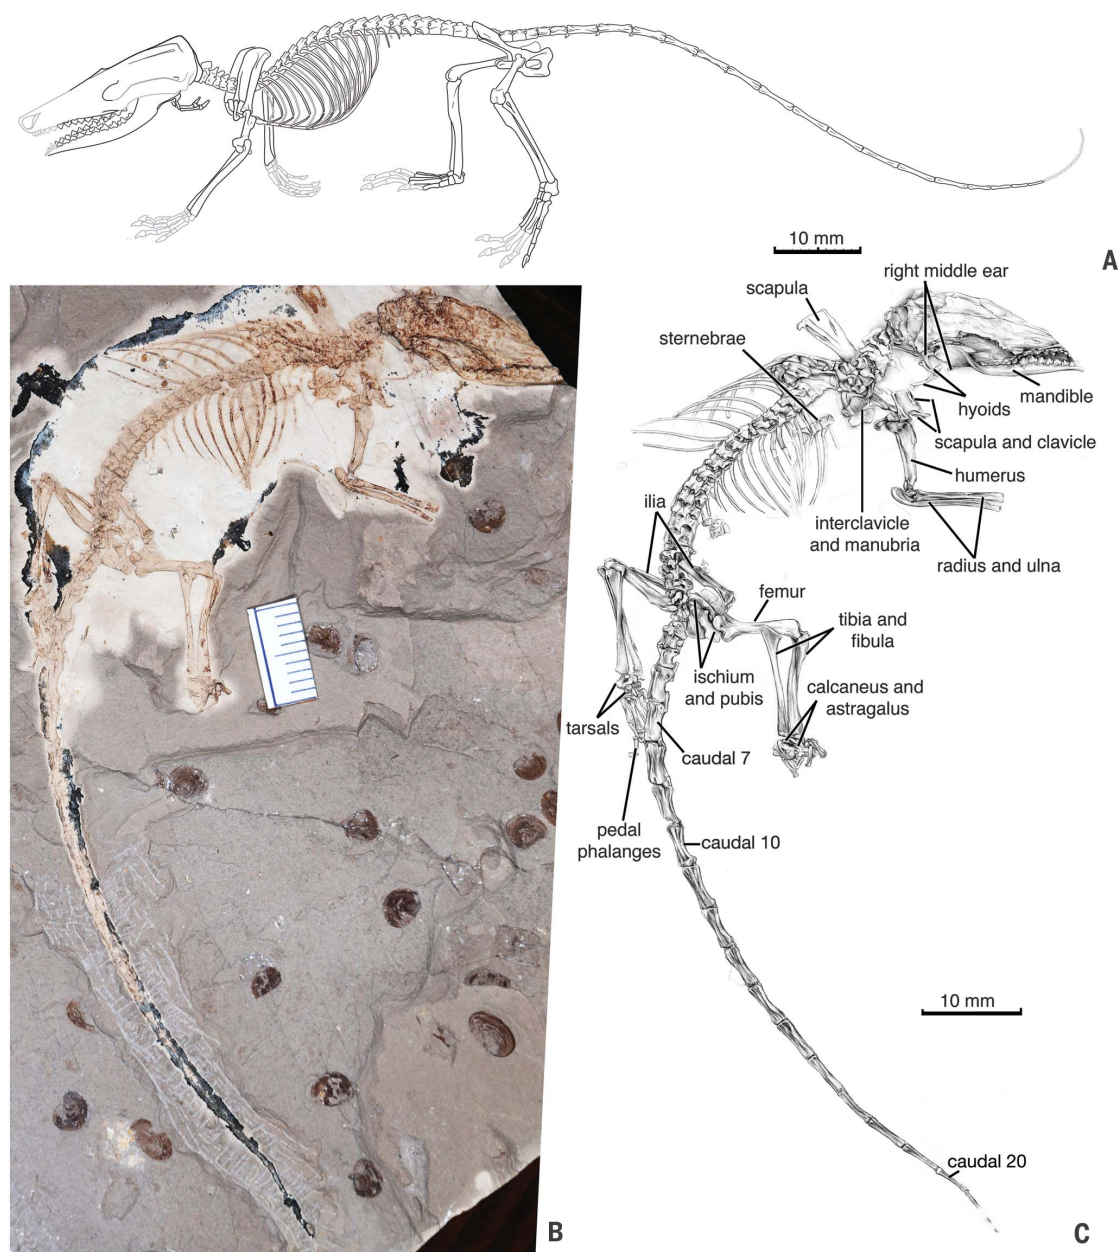 10 mm
A
right middle ear
scapula
sternebrae
mandible
hyoids
scapula and clavicle
humerus
ilia
interclavicle
and manubria
radius and ulna
femur
tibia and
fibula
ischium
and pubis
calcaneus and
astragalus
tarsals
caudal 7
pedal
phalanges
caudal 10
10 mm
caudal 20
B
C